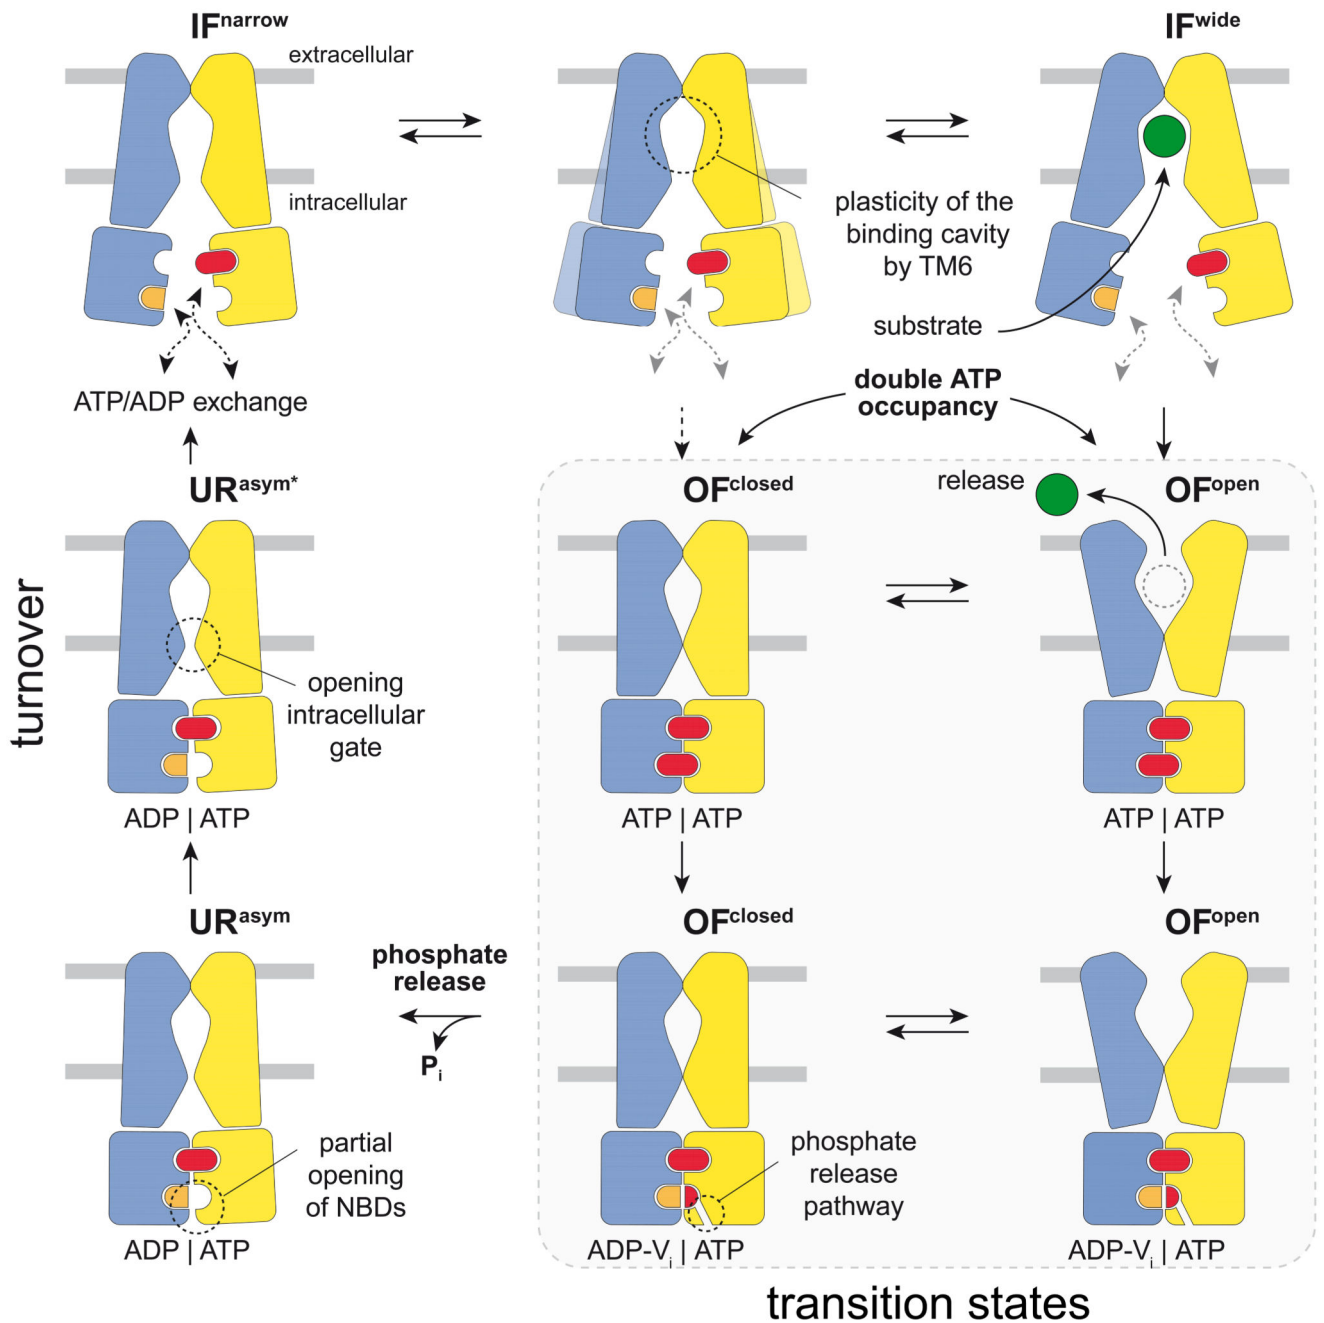 IFnarrow
IFwide
extracellular
intracellular
plasticity of the
binding cavity
by TM6
substrate
double ATP
occupancy
ATP/ADP exchange
URasym*
OFclosed
release
OFopen
turnover
opening
intracellular
gate
ADP | ATP
ATP | ATP
ATP | ATP
URasym
phosphate
release
Pi
OFclosed
OFopen
partial
opening
of NBDs
phosphate
release
pathway
ADP | ATP
ADP-Vi | ATP
ADP-Vi | ATP
transition states